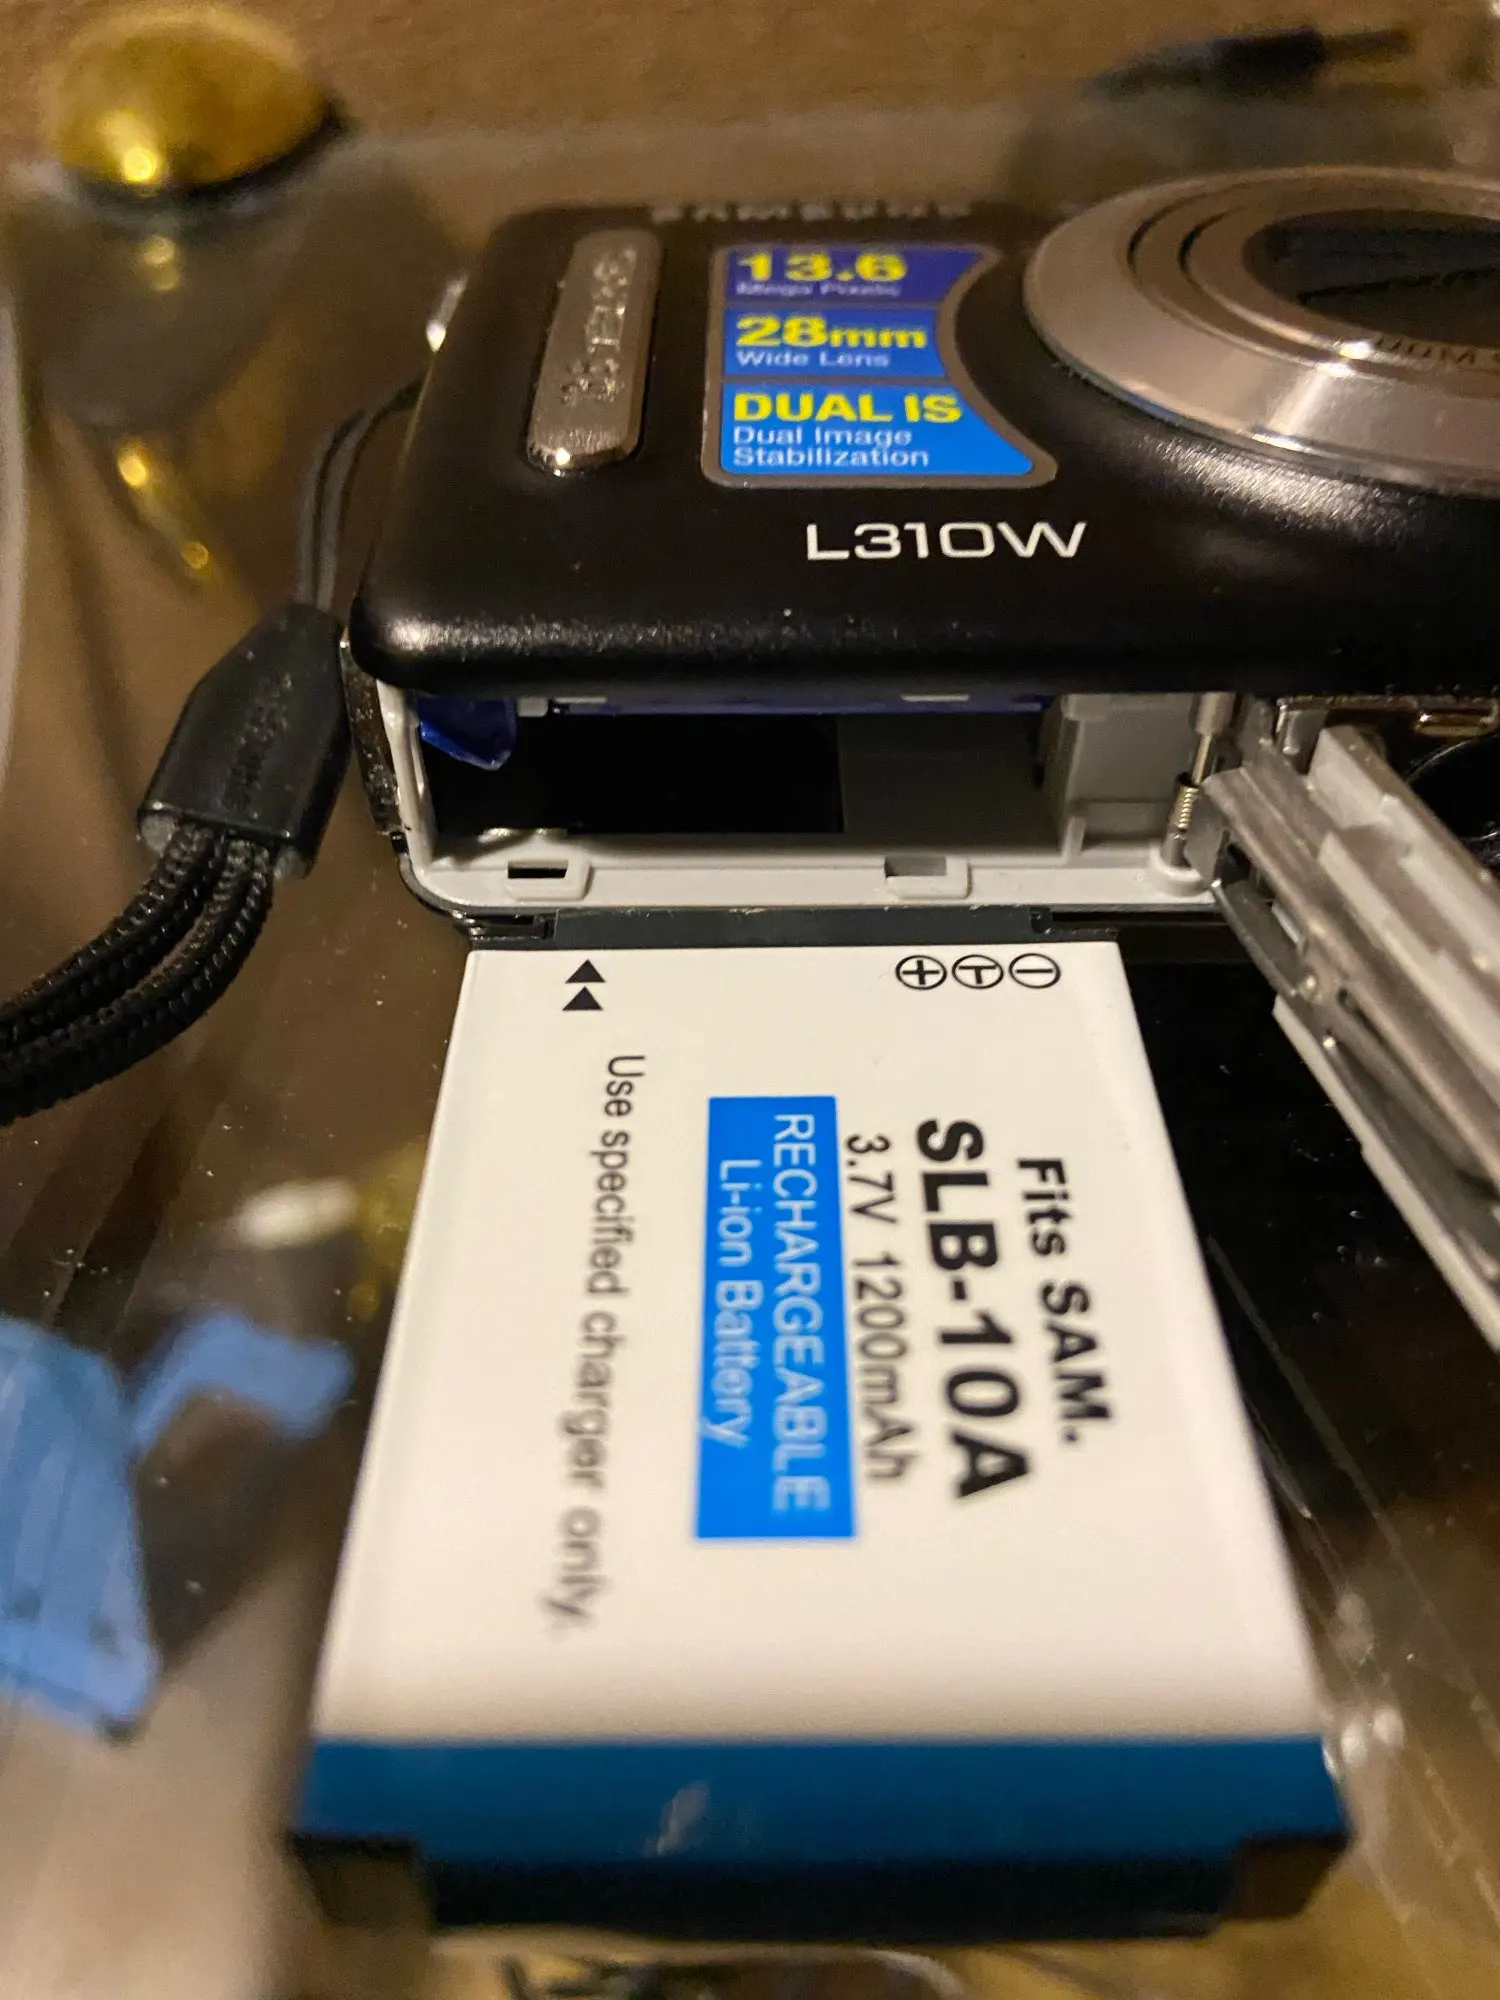 SAMSUNG
13.6
Mega Pixels
28mm
Wide Lens
DUAL IS
Dual Image
Stabilization
L310W
Fits SAM.
SLB-10A
3.7V 1200mAh
RECHARGEABLE
Li-ion Battery
Use specified charger only.